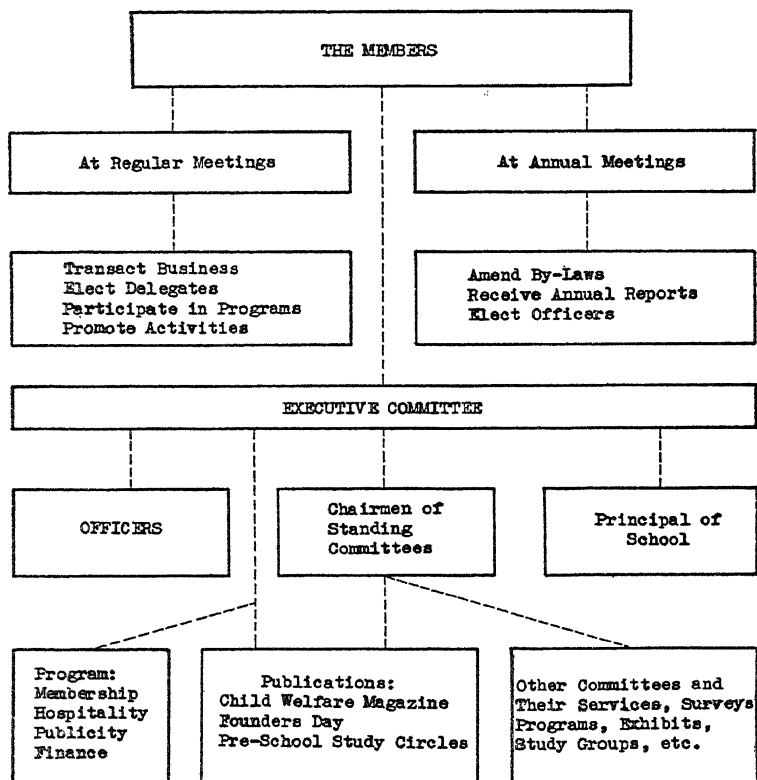 THE MEMBERS
At Regular Meetings
At Annual Meetings
Transact Business
Elect Delegates
Participate in Programs
Promote Activities
Amend By-Laws
Receive Annual Reports
Elect Officers
EXECUTIVE COMMITTEE
OFFICERS
Chairmen of
Standing
Committees
Principal of
School
Program:
Membership
Hospitality
Publicity
Finance
Publications:
Child Welfare Magazine
Founders Day
Pre-School Study Circles
Other Committees and
Their Services, Surveys
Programs, Exhibits,
Study Groups, etc.